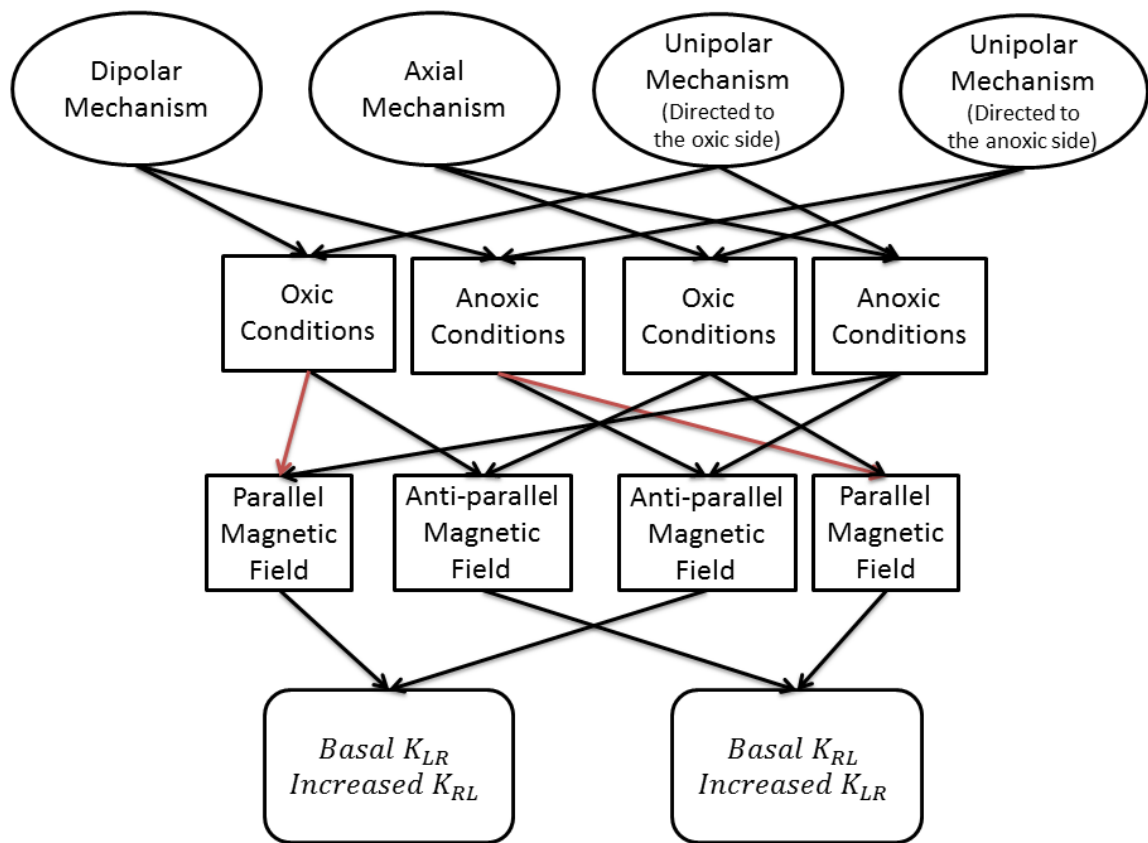 Dipolar
Mechanism
Axial
Mechanism
Unipolar
Mechanism
(Directed to
the oxic side)
Unipolar
Mechanism
(Directed to
the anoxic side)
Oxic
Conditions
Anoxic
Conditions
Oxic
Conditions
Anoxic
Conditions
Parallel
Magnetic
Field
Anti-parallel
Magnetic
Field
Anti-parallel
Magnetic
Field
Parallel
Magnetic
Field
Basal K_LR
Increased K_RL
Basal K_RL
Increased K_LR